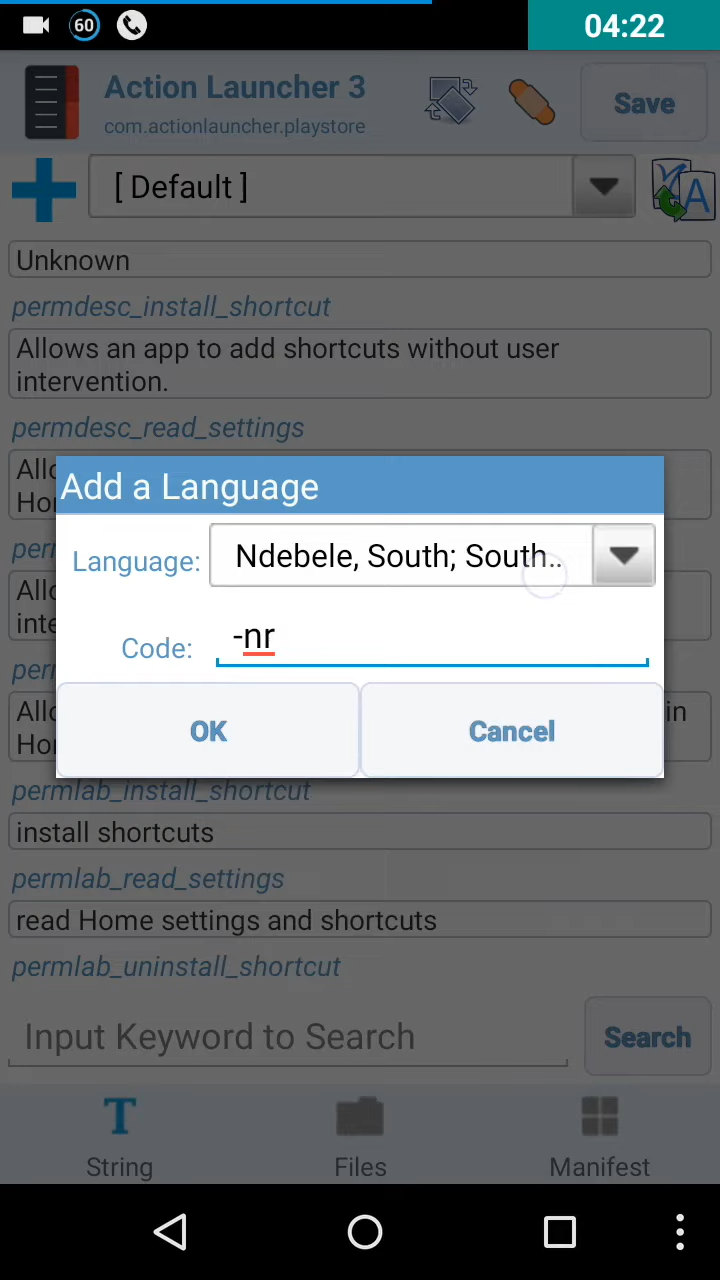 60
04:22
Action Launcher 3
com.actionlauncher.playstore
Save
[ Default ]
A
Unknown
permdesc_install_shortcut
Allows an app to add shortcuts without user
intervention.
permdesc_read_settings
Add a Language
Language:
Ndebele, South; South..
Code:
-nr
in
OK
Cancel
permlab_install_shortcut
install shortcuts
permlab_read_settings
read Home settings and shortcuts
permlab_uninstall_shortcut
Input Keyword to Search
Search
T
String
Files
Manifest